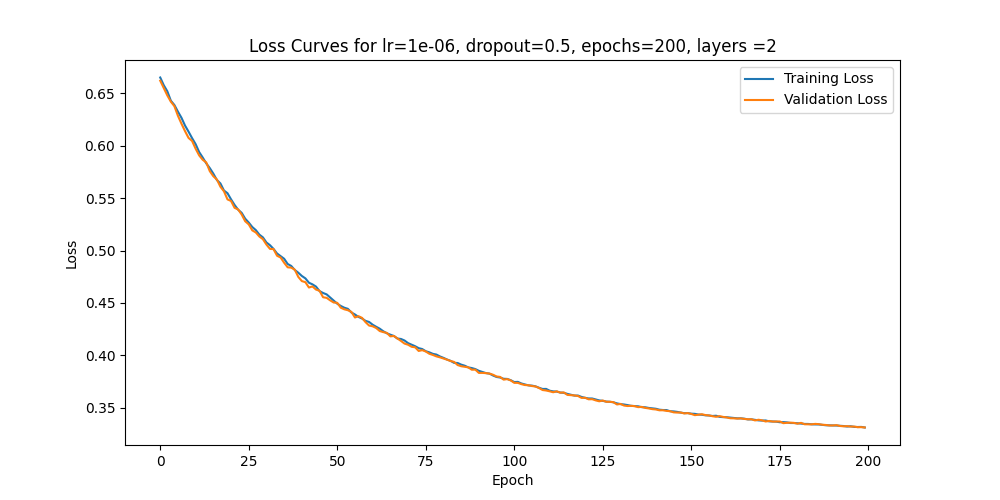 Loss Curves for lr=1e-06, dropout=0.5, epochs=200, layers =2
Training Loss
Validation Loss
0.65
0.60
0.55
0.50
0.45
0.40
0.35
Loss
0 25 50 75 100 125 150 175 200
Epoch